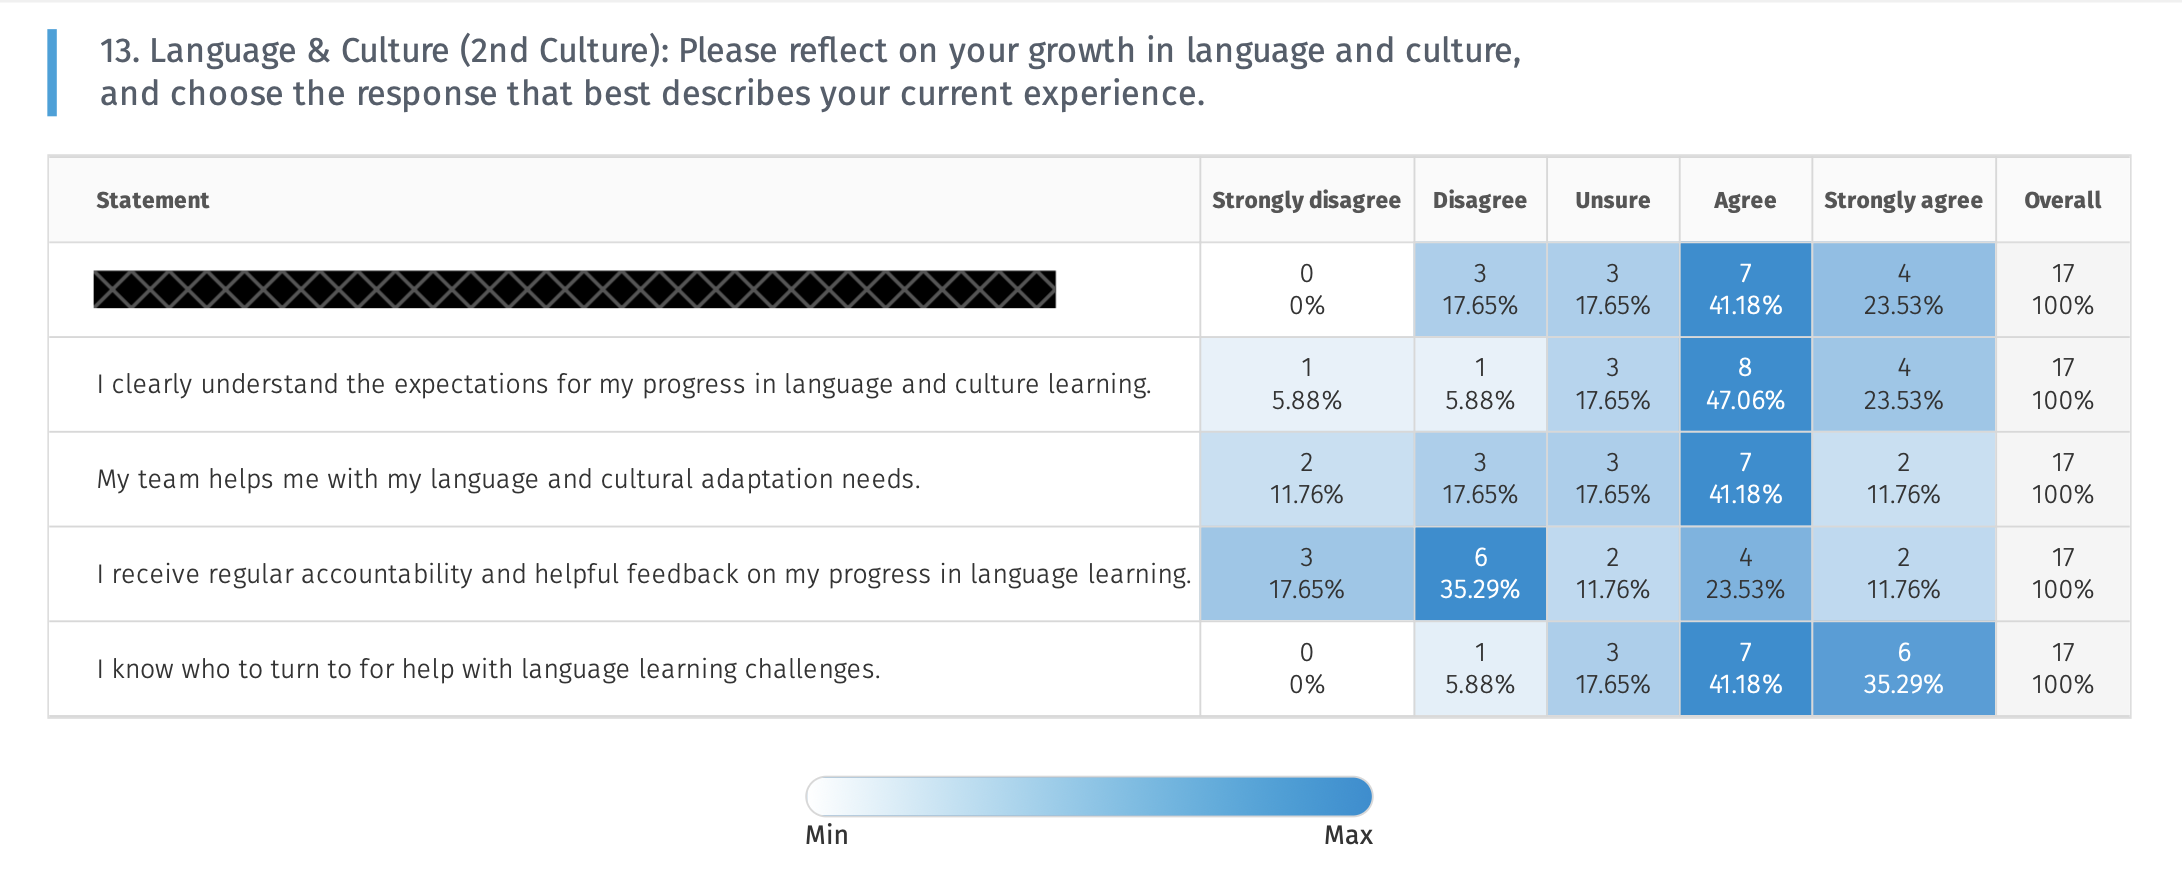 13. Language & Culture (2nd Culture): Please reflect on your growth in language and culture,
and choose the response that best describes your current experience.
Statement Strongly disagree Disagree Unsure Agree Strongly agree Overall
0 3 3 7 4 17
0% 17.65% 17.65% 41.18% 23.53% 100%
I clearly understand the expectations for my progress in language and culture learning.
1 1 3 8 4 17
5.88% 5.88% 17.65% 47.06% 23.53% 100%
My team helps me with my language and cultural adaptation needs.
2 3 3 7 2 17
11.76% 17.65% 17.65% 41.18% 11.76% 100%
I receive regular accountability and helpful feedback on my progress in language learning.
3 6 2 4 2 17
17.65% 35.29% 11.76% 23.53% 11.76% 100%
I know who to turn to for help with language learning challenges.
0 1 3 7 6 17
0% 5.88% 17.65% 41.18% 35.29% 100%
Min Max